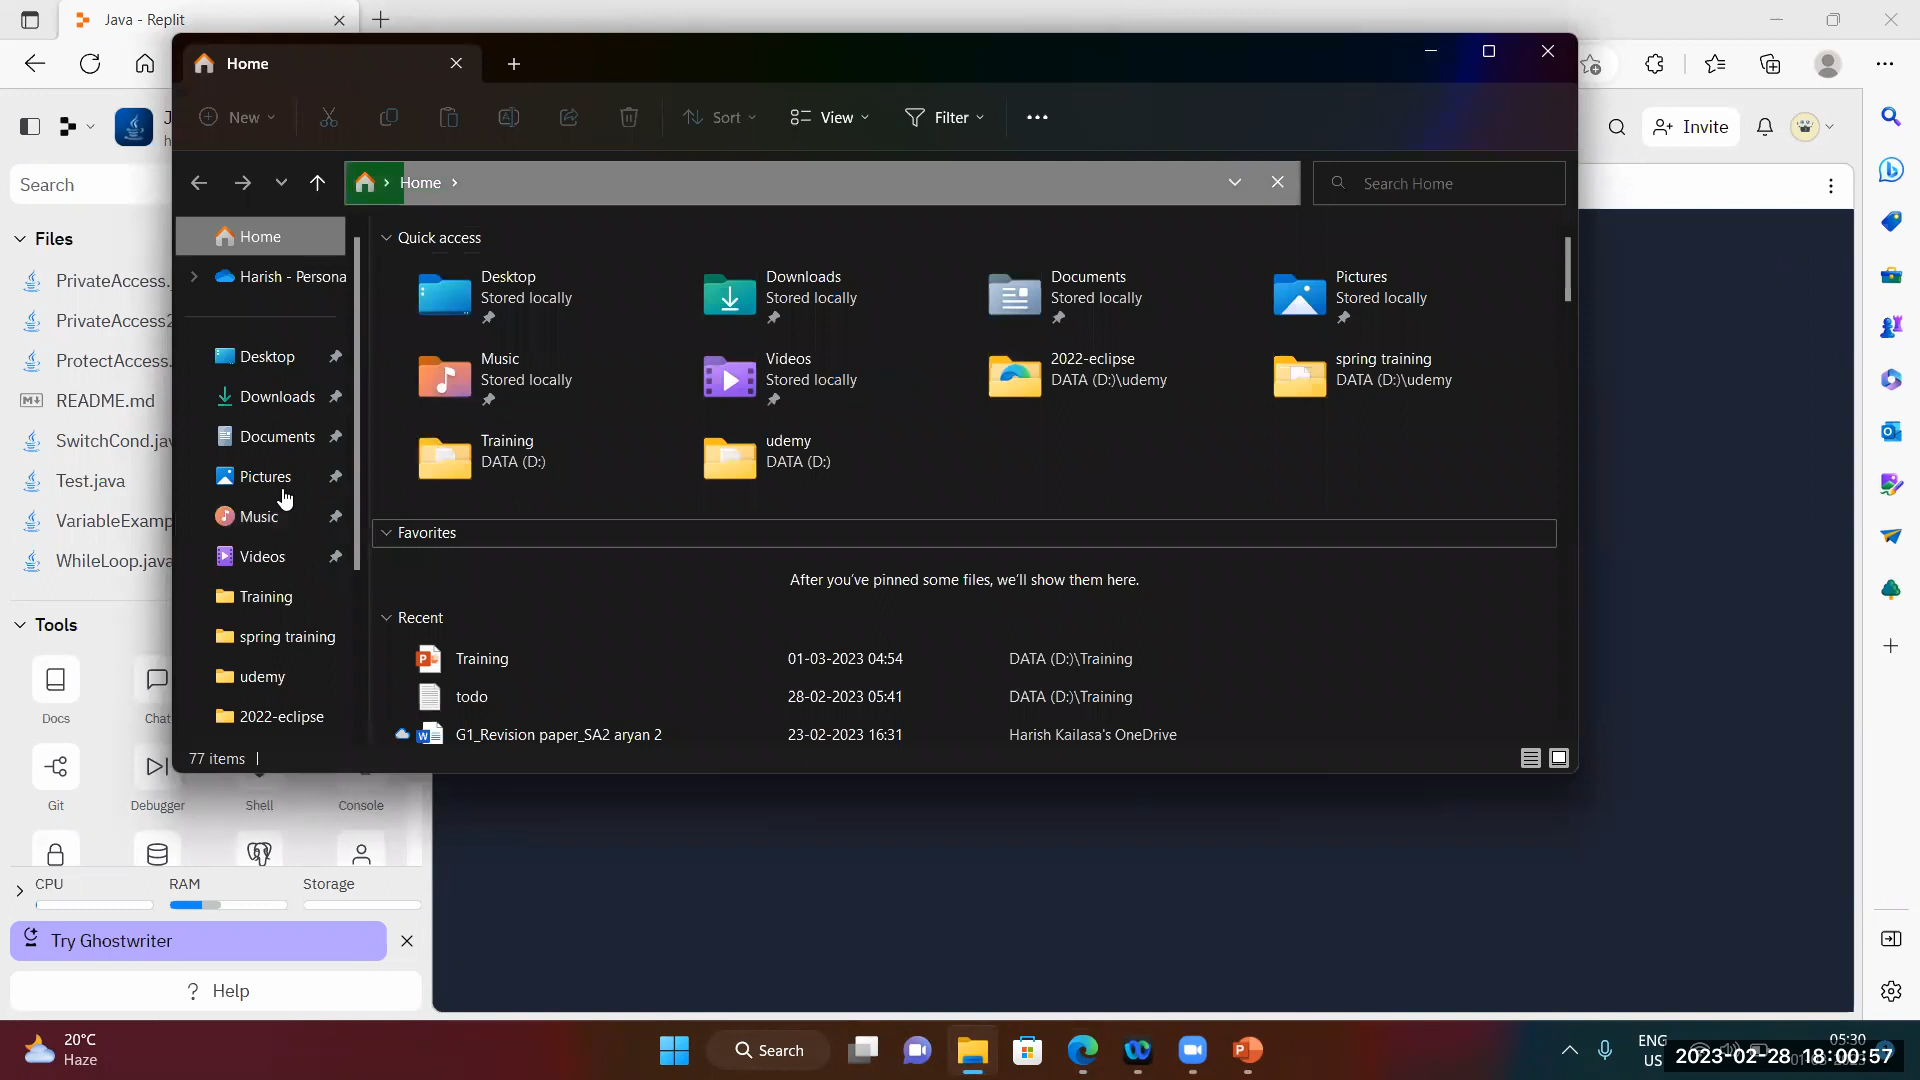 Java - Replit
Home
New
Sort
View
Filter
Invite
Home
Search Home
Search
Files
PrivateAccess.
PrivateAccess2
ProtectAccess.
README.md
SwitchCond.jav
Test.java
VariableExamp
WhileLoop.java
Tools
Docs
Chat
Git
Debugger
Shell
Console
CPU
RAM
Storage
Try Ghostwriter
? Help
Home
Harish - Persona
Desktop
Downloads
Documents
Pictures
Music
Videos
Training
spring training
udemy
2022-eclipse
Quick access
Desktop
Stored locally
Downloads
Stored locally
Documents
Stored locally
Pictures
Stored locally
Music
Stored locally
Videos
Stored locally
2022-eclipse
DATA (D:)\udemy
spring training
DATA (D:)\udemy
Training
DATA (D:)
udemy
DATA (D:)
Favorites
After you've pinned some files, we'll show them here.
Recent
Training 01-03-2023 04:54 DATA (D:)\Training
todo 28-02-2023 05:41 DATA (D:)\Training
G1_Revision paper_SA2 aryan 2 23-02-2023 16:31 Harish Kailasa's OneDrive
77 items
20°C
Haze
Search
ENG
US
05:30
2023-02-28 18:00:57